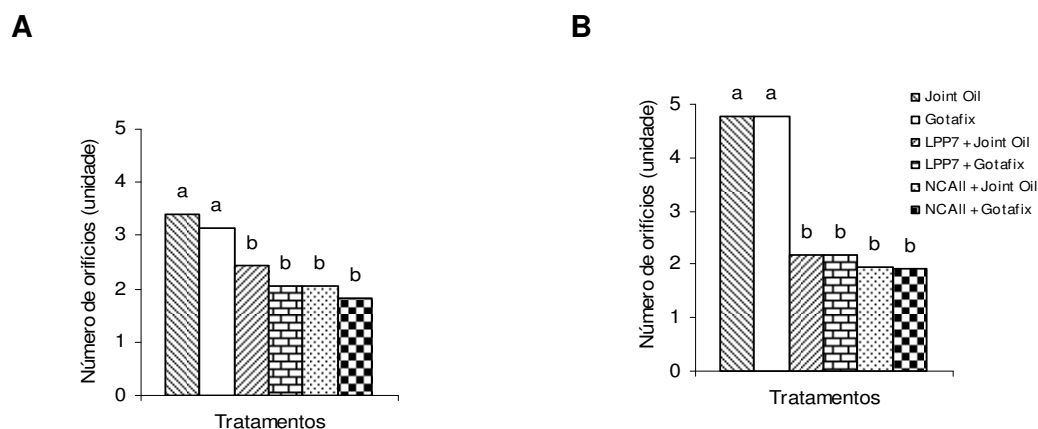 A
Número de orifícios (unidade)
5
4
3
2
1
0
a
a
b
b
b
b
Tratamentos
B
Número de orifícios (unidade)
5
4
3
2
1
0
a
a
b
b
b
b
Tratamentos
Joint Oil
Gotafix
LPP7 + Joint Oil
LPP7 + Gotafix
NCAII + Joint Oil
NCAII + Gotafix